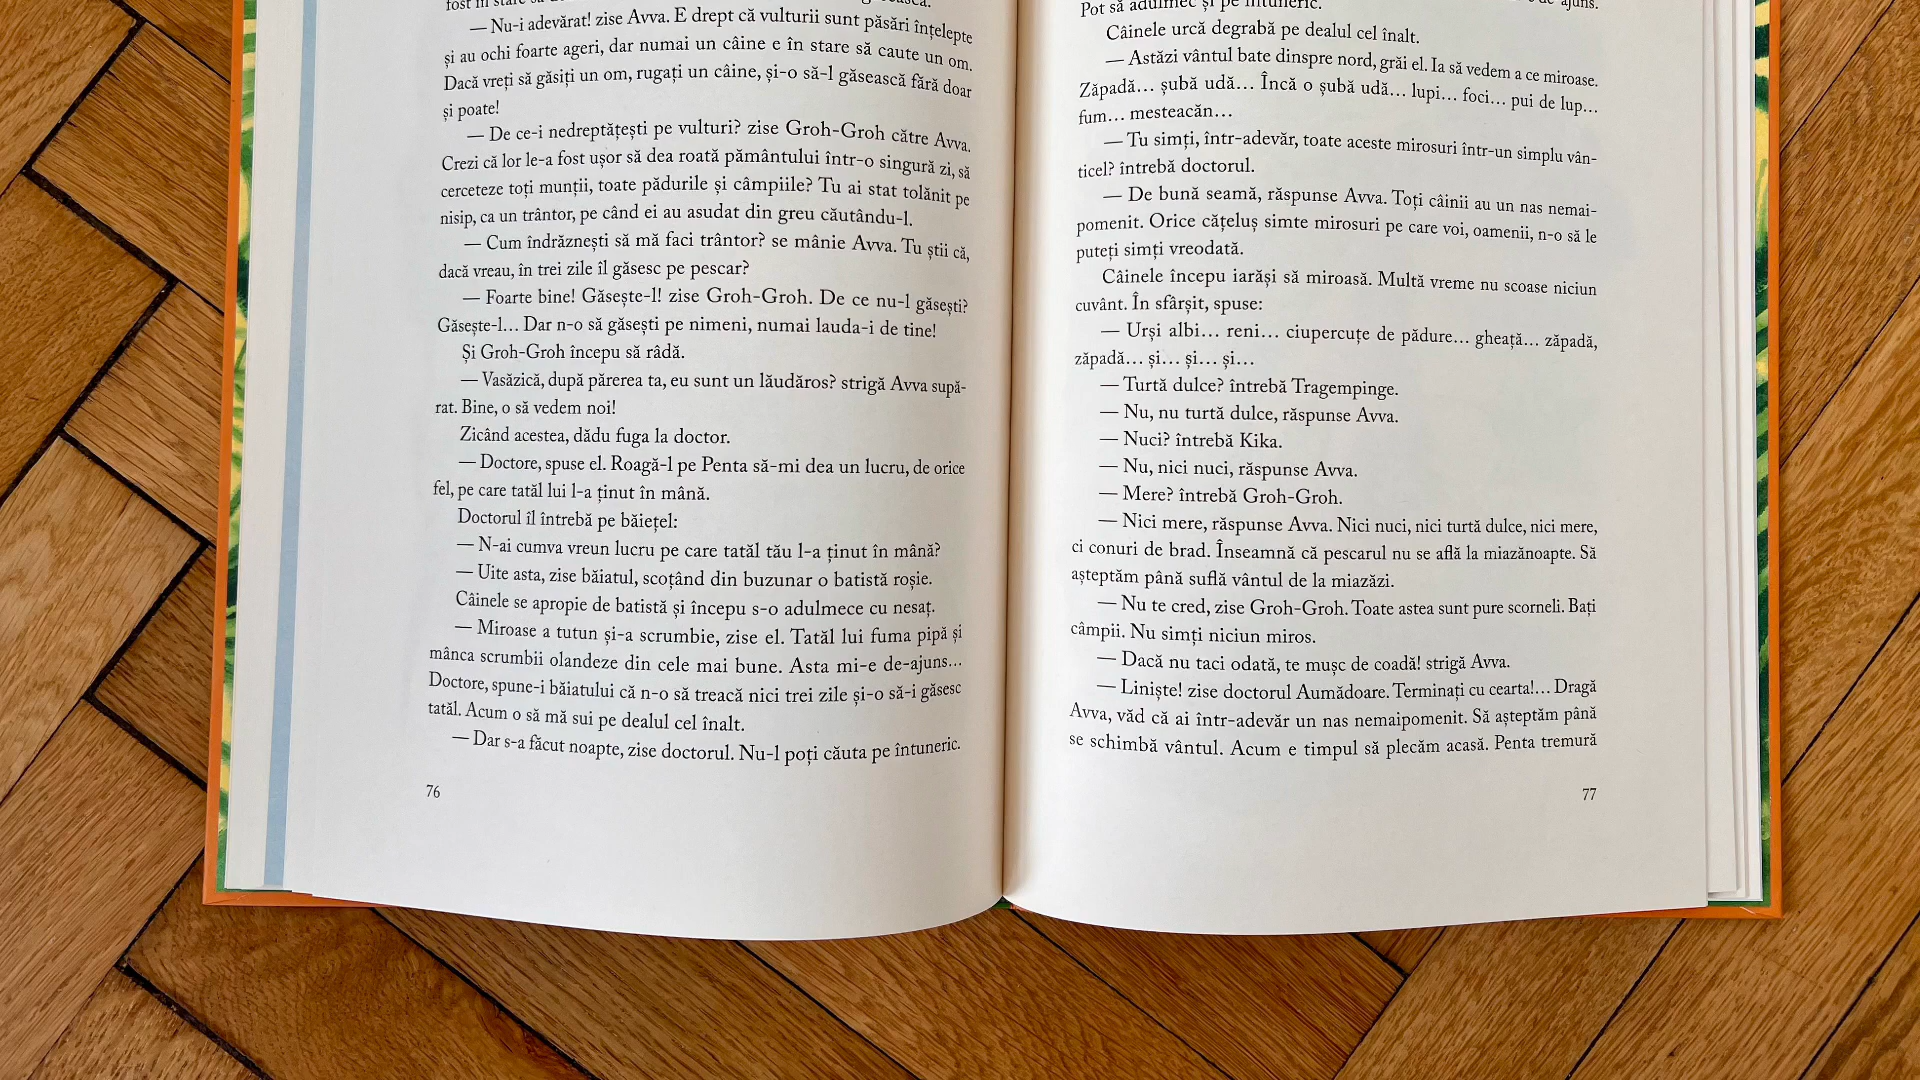 fost în stare să
— Nu-i adevărat! zise Avva. E drept că vulturii sunt păsări înțelepte
și au ochi foarte ageri, dar numai un câine e în stare să caute un om.
Dacă vreți să găsiți un om, rugați un câine, și-o să-l găsească fără doar
și poate!
— De ce-i nedreptățești pe vulturi? zise Groh-Groh către Avva.
Crezi că lor le-a fost ușor să dea roată pământului într-o singură zi, să
cerceteze toți munții, toate pădurile și câmpiile? Tu ai stat tolănit pe
nisip, ca un trântor, pe când ei au asudat din greu căutându-l.
— Cum îndrăznești să mă faci trântor? se mânie Avva. Tu știi că,
dacă vreau, în trei zile îl găsesc pe pescar?
— Foarte bine! Găsește-l! zise Groh-Groh. De ce nu-l găsești?
Găsește-l… Dar n-o să găsești pe nimeni, numai lauda-i de tine!
Și Groh-Groh începu să râdă.
— Vasăzică, după părerea ta, eu sunt un lăudăros? strigă Avva supă-
rat. Bine, o să vedem noi!
Zicând acestea, dădu fuga la doctor.
— Doctore, spuse el. Roagă-l pe Penta să-mi dea un lucru, de orice
fel, pe care tatăl lui l-a ținut în mână.
Doctorul îl întrebă pe băiețel:
— N-ai cumva vreun lucru pe care tatăl tău l-a ținut în mână?
— Uite asta, zise băiatul, scoțând din buzunar o batistă roșie.
Câinele se apropie de batistă și începu s-o adulmece cu nesaț.
— Miroase a tutun și-a scrumbie, zise el. Tatăl lui fuma pipă și
mânca scrumbii olandeze din cele mai bune. Asta mi-e de-ajuns…
Doctore, spune-i băiatului că n-o să treacă nici trei zile și-o să-i găsesc
tatăl. Acum o să mă sui pe dealul cel înalt.
— Dar s-a făcut noapte, zise doctorul. Nu-l poți căuta pe întuneric.
76
de ajuns.
Pot să adulmec și pe întuneric.
Câinele urcă degrabă pe dealul cel înalt.
— Astăzi vântul bate dinspre nord, grăi el. Ia să vedem a ce miroase.
Zăpadă… șubă udă… Încă o șubă udă… lupi… foci… pui de lup…
fum… mesteacăn…
— Tu simți, într-adevăr, toate aceste mirosuri într-un simplu vân-
ticel? întrebă doctorul.
— De bună seamă, răspunse Avva. Toți câinii au un nas nemai-
pomenit. Orice cățeluș simte mirosuri pe care voi, oamenii, n-o să le
puteți simți vreodată.
Câinele începu iarăși să miroasă. Multă vreme nu scoase niciun
cuvânt. În sfârșit, spuse:
— Urși albi… reni… ciupercuțe de pădure… gheață… zăpadă,
zăpadă… și… și… și…
— Turtă dulce? întrebă Tragempinge.
— Nu, nu turtă dulce, răspunse Avva.
— Nuci? întrebă Kika.
— Nu, nici nuci, răspunse Avva.
— Mere? întrebă Groh-Groh.
— Nici mere, răspunse Avva. Nici nuci, nici turtă dulce, nici mere,
ci conuri de brad. Înseamnă că pescarul nu se află la miazănoapte. Să
așteptăm până suflă vântul de la miazăzi.
— Nu te cred, zise Groh-Groh. Toate astea sunt pure scorneli. Bați
câmpii. Nu simți niciun miros.
— Dacă nu taci odată, te mușc de coadă! strigă Avva.
— Liniște! zise doctorul Aumădoare. Terminați cu cearta!… Dragă
Avva, văd că ai într-adevăr un nas nemaipomenit. Să așteptăm până
se schimbă vântul. Acum e timpul să plecăm acasă. Penta tremură
77